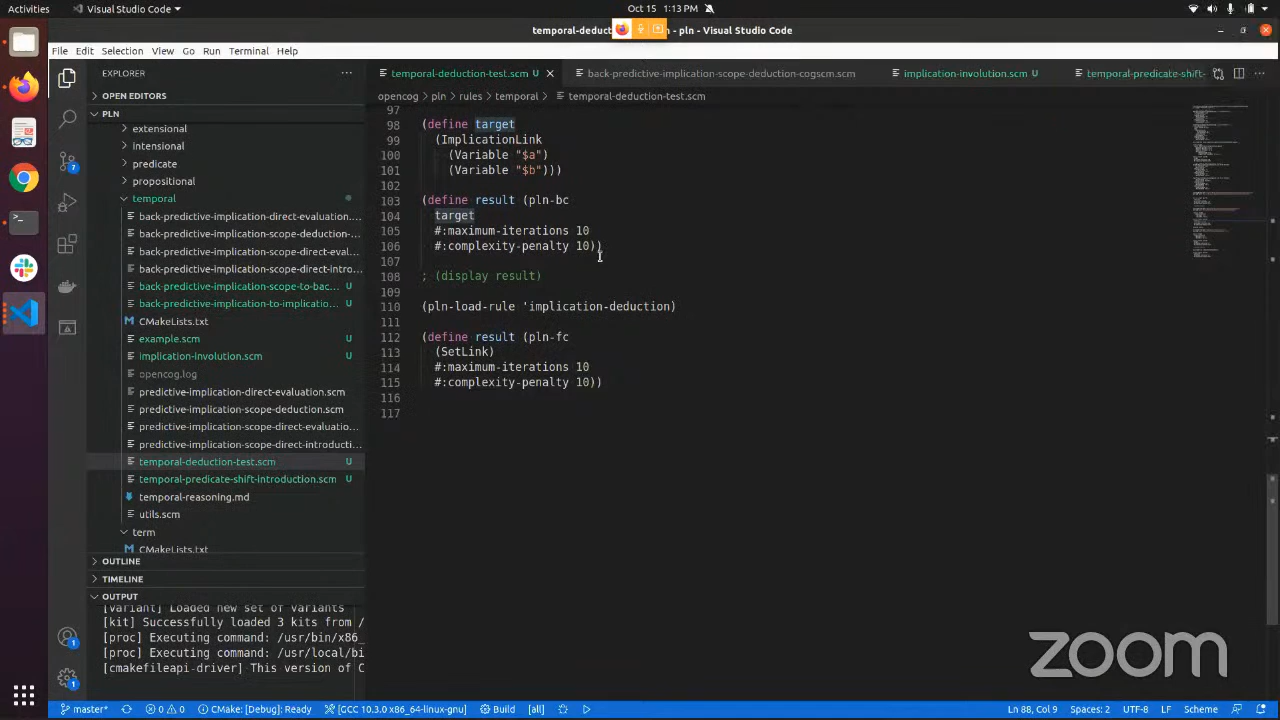 Activities
Visual Studio Code
Oct 15 1:13 PM
temporal-deduct
n - pln - Visual Studio Code
File Edit Selection View Go Run Terminal Help
EXPLORER
OPEN EDITORS
PLN
extensional
intensional
predicate
propositional
temporal
back-predictive-implication-direct-evaluation....
back-predictive-implication-scope-deduction-...
back-predictive-implication-scope-direct-eval...
back-predictive-implication-scope-direct-intro...
back-predictive-implication-scope-to-bac...
back-predictive-implication-to-implicatio...
CMakeLists.txt
example.scm
implication-involution.scm U
opencog.log
predictive-implication-direct-evaluation.scm
predictive-implication-scope-deduction.scm
predictive-implication-scope-direct-evaluatio...
predictive-implication-scope-direct-introducti...
temporal-deduction-test.scm U
temporal-predicate-shift-introduction.scm U
temporal-reasoning.md
utils.scm
term
CMakeLists.txt
OUTLINE
TIMELINE
OUTPUT
[variant] Loaded new set of variants
[kit] Successfully loaded 3 kits from /
[proc] Executing command: /usr/bin/x86_
[proc] Executing command: /usr/local/bi
[cmakefileapi-driver] This version of C
temporal-deduction-test.scm U
back-predictive-implication-scope-deduction-cogscm.scm
implication-involution.scm U
temporal-predicate-shift-
opencog > pln > rules > temporal > temporal-deduction-test.scm
97
98 (define target
99 (ImplicationLink
100 (Variable "$a")
101 (Variable "$b")))
102
103 (define result (pln-bc
104 target
105 #:maximum-iterations 10
106 #:complexity-penalty 10))
107
108 ; (display result)
109
110 (pln-load-rule 'implication-deduction)
111
112 (define result (pln-fc
113 (SetLink)
114 #:maximum-iterations 10
115 #:complexity-penalty 10))
116
117
zoom
master* 0 0 CMake: [Debug]: Ready [GCC 10.3.0 x86_64-linux-gnu] Build [all] Ln 88, Col 9 Spaces: 2 UTF-8 LF Scheme